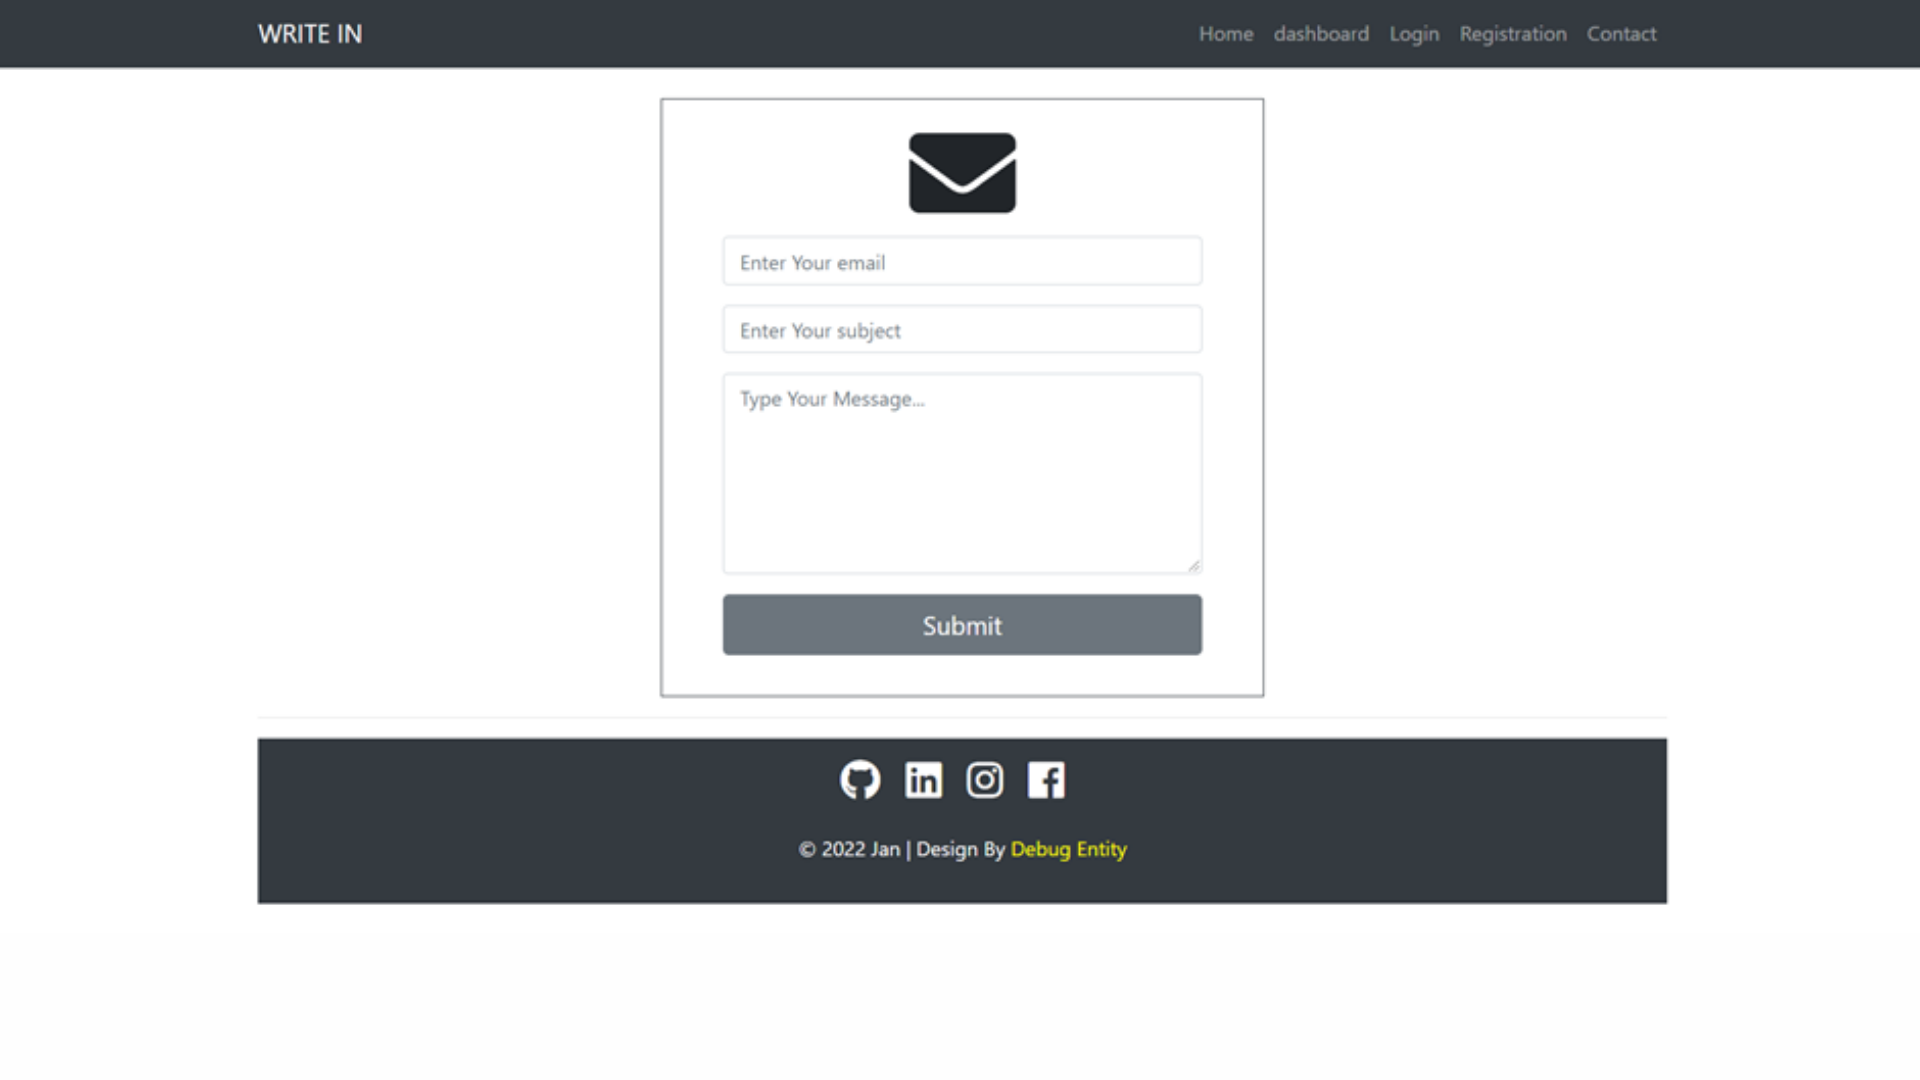 WRITE IN
Home dashboard Login Registration Contact
Enter Your email
Enter Your subject
Type Your Message...
Submit
© 2022 Jan | Design By Debug Entity